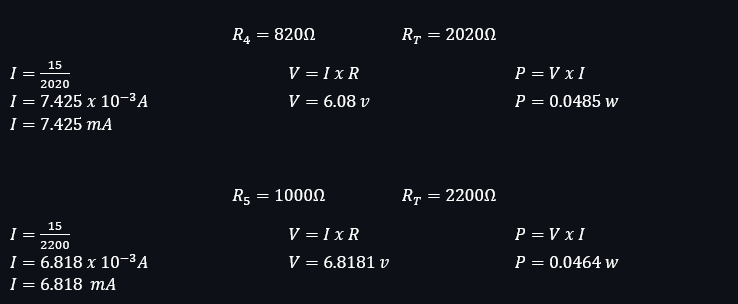 R₄ = 820Ω R_T = 2020Ω
I = 15/2020 V = I x R P = V x I
I = 7.425 x 10⁻³A V = 6.08 v P = 0.0485 w
I = 7.425 mA
R₅ = 1000Ω R_T = 2200Ω
I = 15/2200 V = I x R P = V x I
I = 6.818 x 10⁻³A V = 6.8181 v P = 0.0464 w
I = 6.818 mA